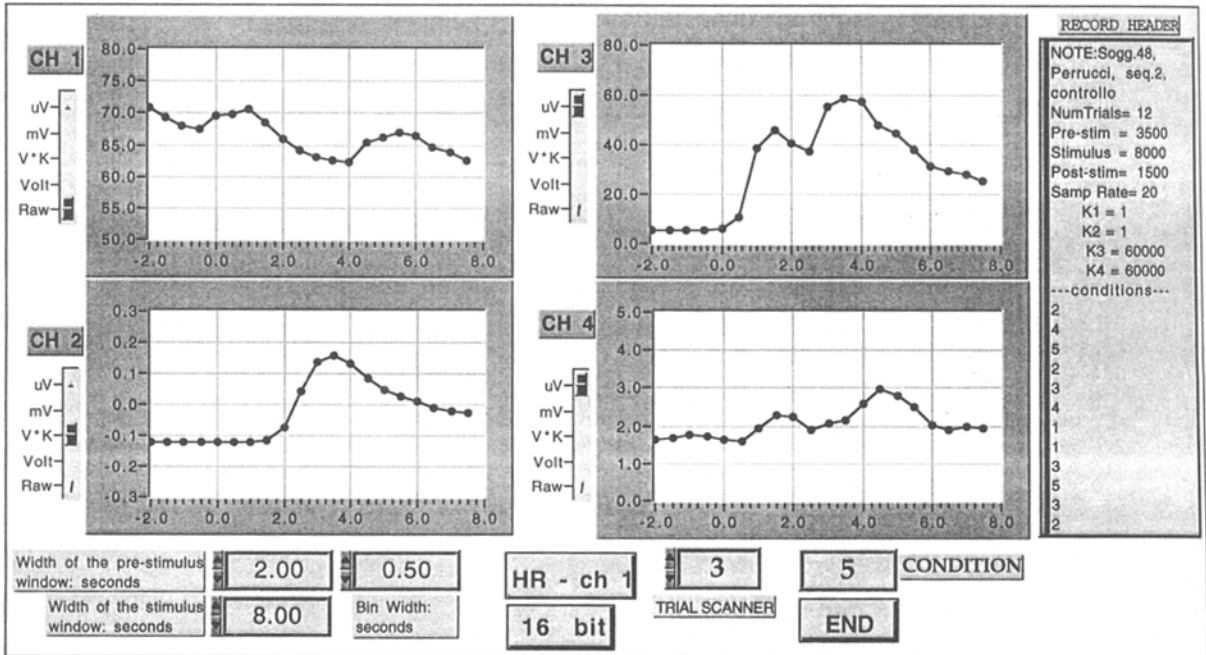 CH 1
uV
mV
V*K
Volt
Raw
80.0
75.0
70.0
65.0
60.0
55.0
50.0
-2.0 0.0 2.0 4.0 6.0 8.0
CH 3
uV
mV
V*K
Volt
Raw
80.0
60.0
40.0
20.0
0.0
-2.0 0.0 2.0 4.0 6.0 8.0
CH 2
uV
mV
V*K
Volt
Raw
0.3
0.2
0.1
0.0
-0.1
-0.2
-0.3
-2.0 0.0 2.0 4.0 6.0 8.0
CH 4
uV
mV
V*K
Volt
Raw
5.0
4.0
3.0
2.0
1.0
0.0
-2.0 0.0 2.0 4.0 6.0 8.0
RECORD HEADER
NOTE:Sogg.48,
Perrucci, seq.2,
controllo
NumTrials= 12
Pre-stim = 3500
Stimulus = 8000
Post-stim= 1500
Samp Rate= 20
K1 = 1
K2 = 1
K3 = 60000
K4 = 60000
---conditions---
2
4
5
2
3
4
1
1
3
5
3
2
Width of the pre-stimulus
window: seconds
2.00
0.50
Width of the stimulus
window: seconds
8.00
Bin Width:
seconds
HR - ch 1
16 bit
3
TRIAL SCANNER
5
CONDITION
END